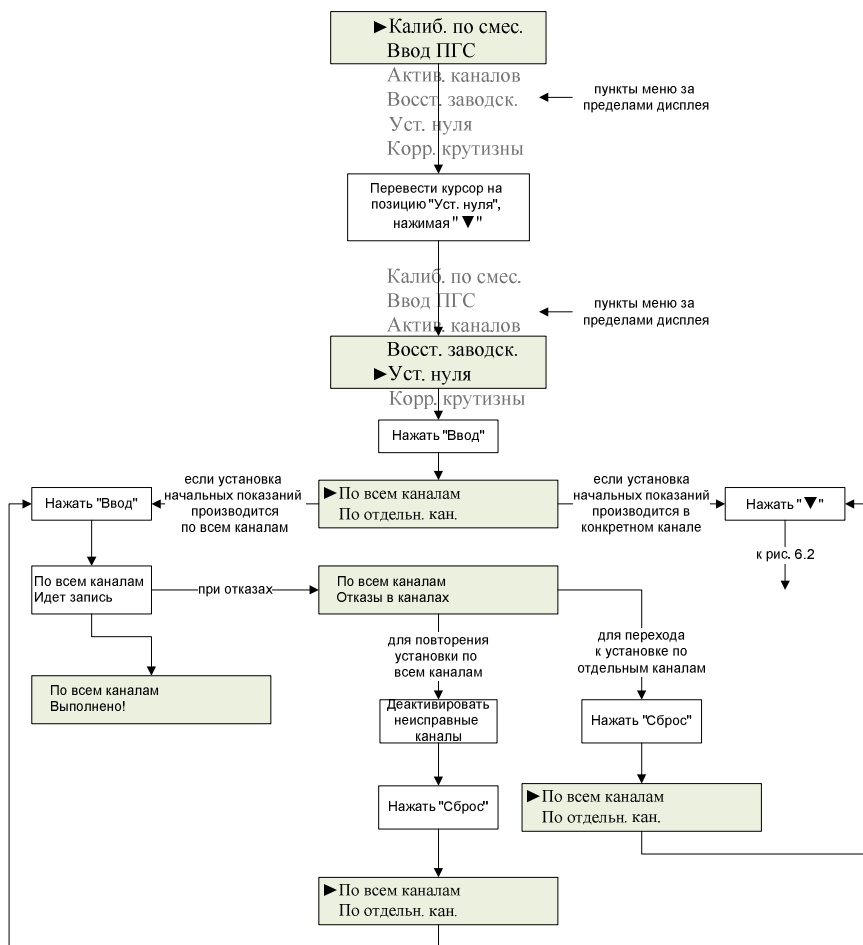 ►Калиб. по смес.
Ввод ПГС
Актив. каналов
Восст. заводск.
Уст. нуля
Корр. крутизны
пункты меню за
пределами дисплея
Перевести курсор на
позицию "Уст. нуля",
нажимая " ▼ "
Калиб. по смес.
Ввод ПГС
Актив. каналов
Восст. заводск.
►Уст. нуля
Корр. крутизны
пункты меню за
пределами дисплея
Нажать "Ввод"
►По всем каналам
По отдельн. кан.
если установка
начальных показаний
производится
по всем каналам
Нажать "Ввод"
если установка
начальных показаний
производится в
конкретном канале
Нажать " ▼ "
к рис. 6.2
По всем каналам
Идет запись
при отказах
По всем каналам
Отказы в каналах
По всем каналам
Выполнено!
для повторения
установки по
всем каналам
Деактивировать
неисправные
каналы
Нажать "Сброс"
для перехода
к установке по
отдельным каналам
Нажать "Сброс"
►По всем каналам
По отдельн. кан.
►По всем каналам
По отдельн. кан.